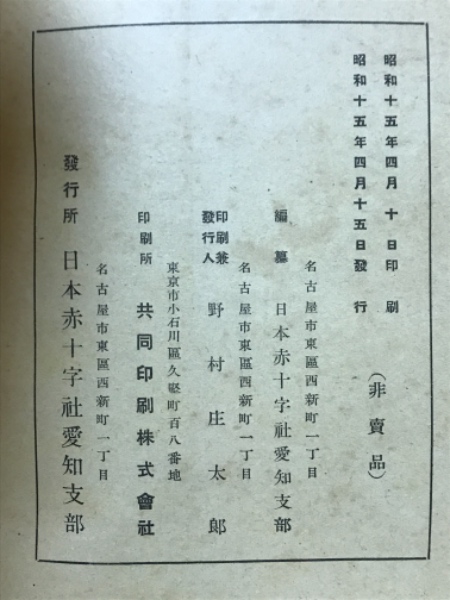 昭和十五年四月十日印刷
昭和十五年四月十五日發行
（非賣品）
名古屋市東區西新町一丁目
編纂 日本赤十字社愛知支部
名古屋市東區西新町一丁目
印刷兼發行人 野村庄太郎
東京市小石川區久堅町百八番地
印刷所 共同印刷株式會社
名古屋市東區西新町一丁目
發行所 日本赤十字社愛知支部